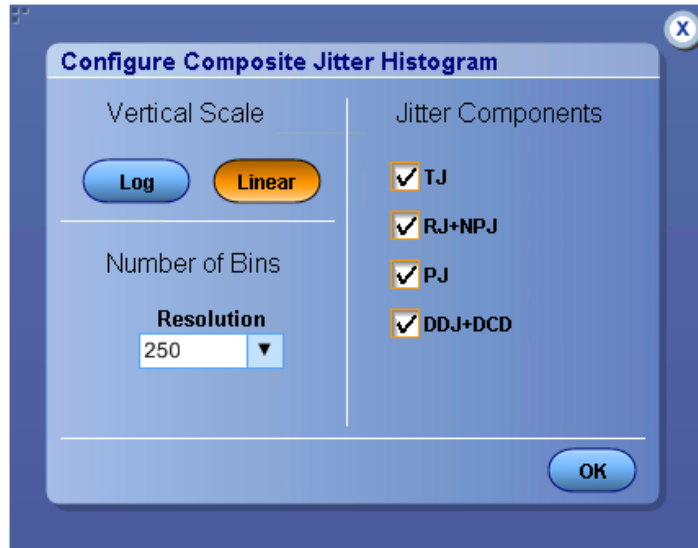 X
Configure Composite Jitter Histogram
Vertical Scale
Log Linear
Number of Bins
Resolution
250
Jitter Components
TJ
RJ+NPJ
PJ
DDJ+DCD
OK